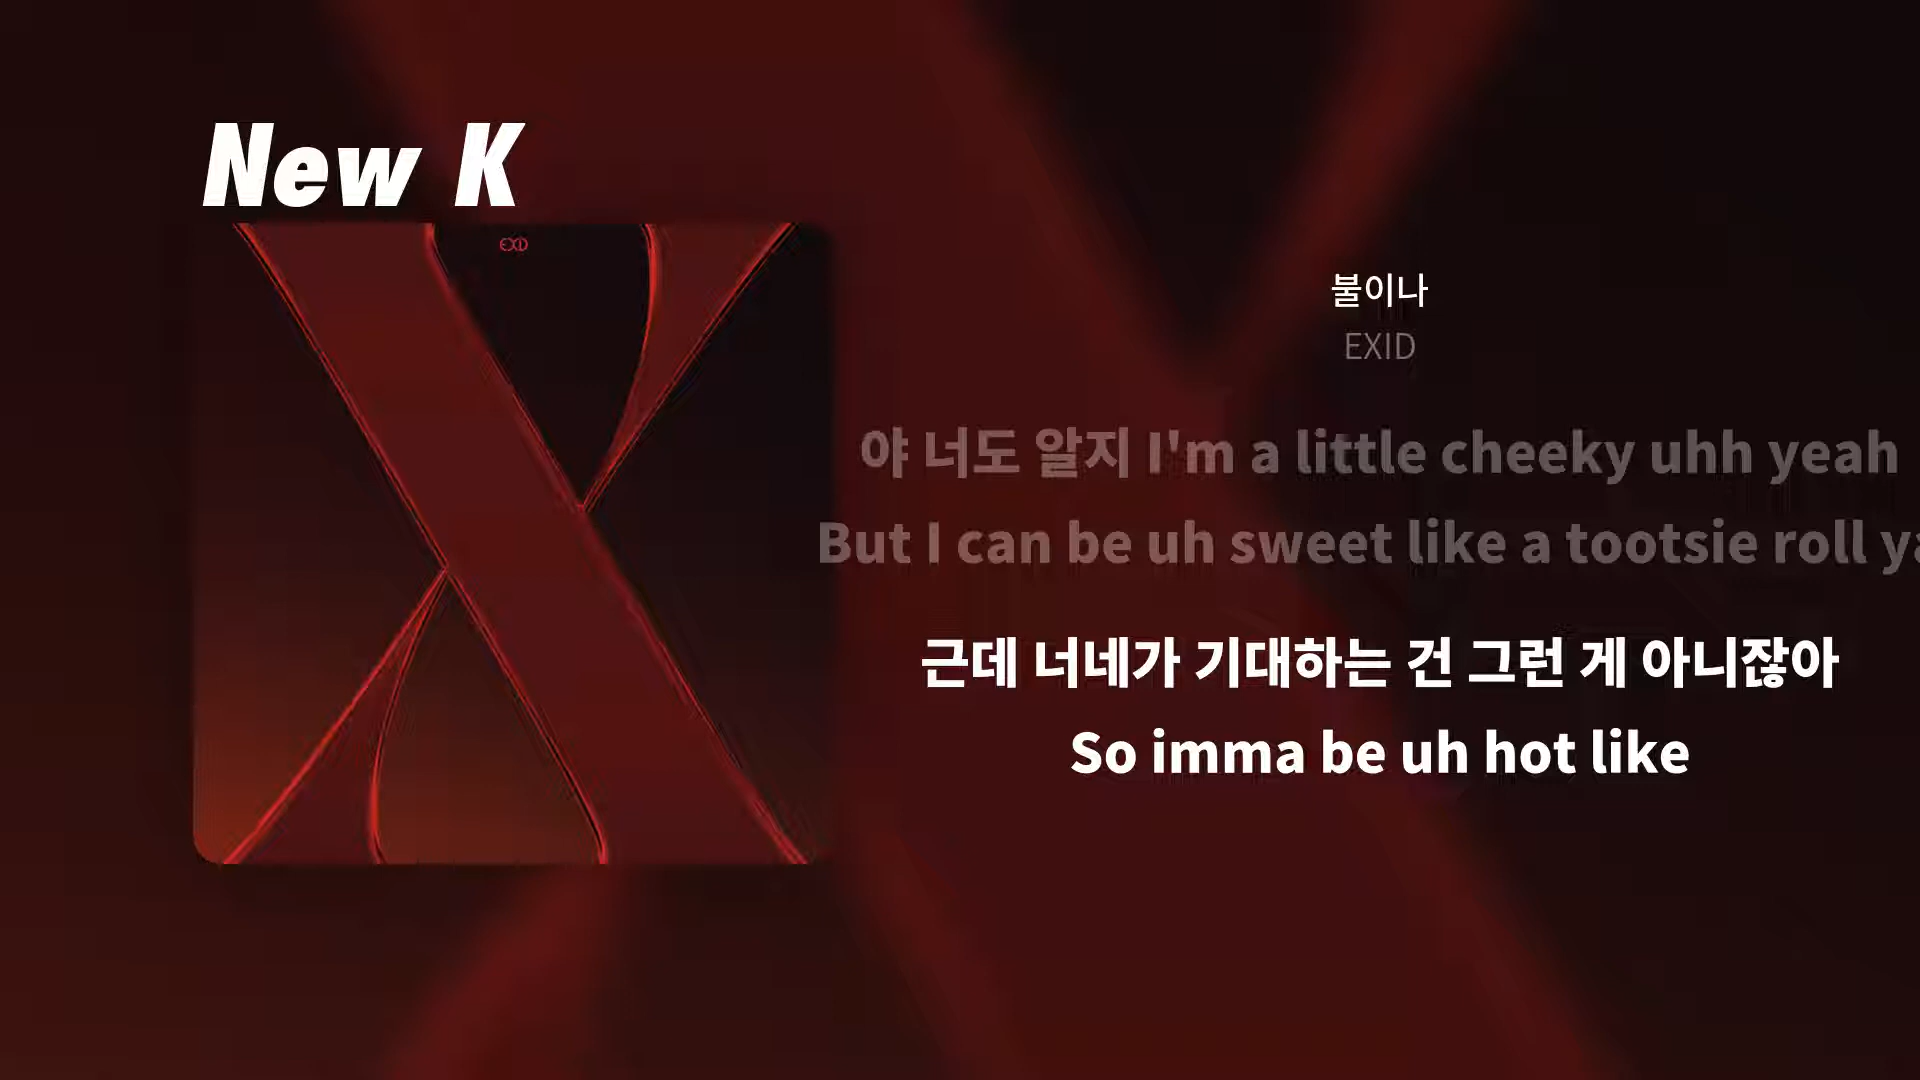 New K
EXID
불이나
EXID
야 너도 알지 I'm a little cheeky uhh yeah
But I can be uh sweet like a tootsie roll
근데 너네가 기대하는 건 그런 게 아니잖아
So imma be uh hot like